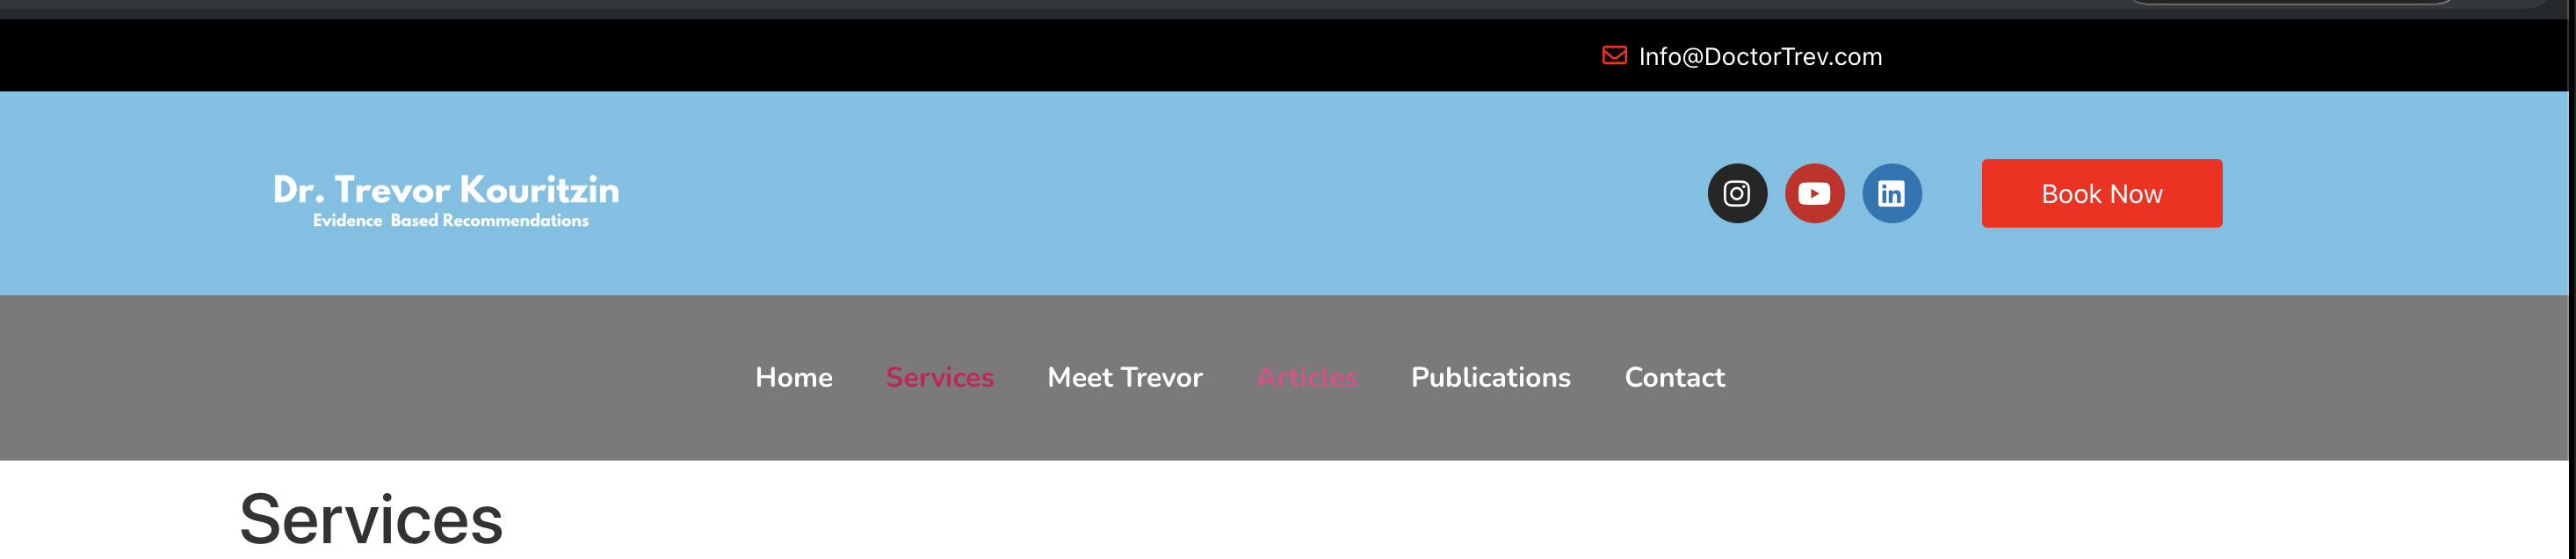 Info@DoctorTrev.com
Dr. Trevor Kouritzin
Evidence Based Recommendations
Book Now
Home Services Meet Trevor Articles Publications Contact
Services